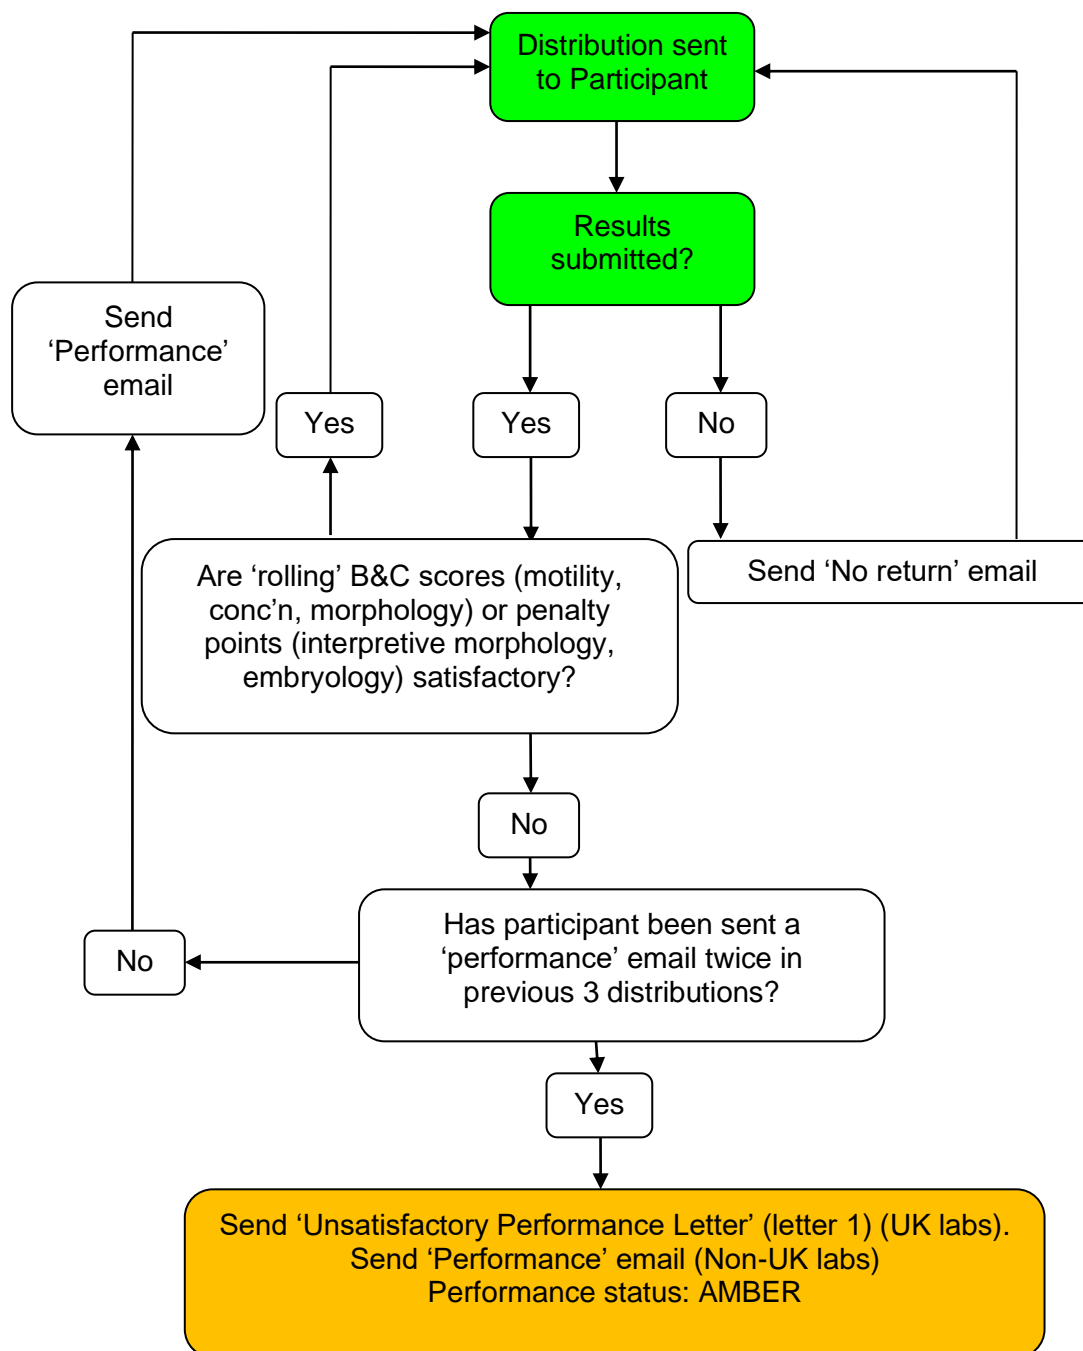 Distribution sent
to Participant
Results
submitted?
Send
‘Performance’
email
Yes
Yes
No
Are ‘rolling’ B&C scores (motility,
conc’n, morphology) or penalty
points (interpretive morphology,
embryology) satisfactory?
Send ‘No return’ email
No
Has participant been sent a
‘performance’ email twice in
previous 3 distributions?
No
Yes
Send ‘Unsatisfactory Performance Letter’ (letter 1) (UK labs).
Send ‘Performance’ email (Non-UK labs)
Performance status: AMBER